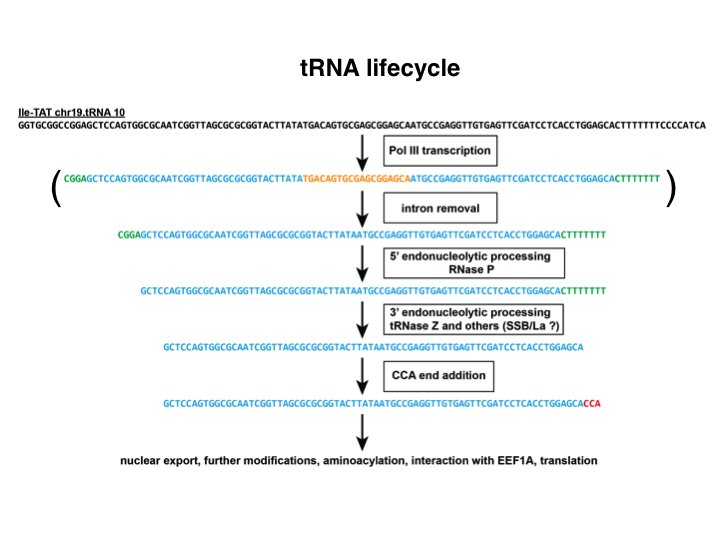 tRNA lifecycle
Ile-TAT chr19.tRNA 10
GGTGCGGCCGGAGCTCCAGTGGCGCAATCGGTTAGCGCGCGGTACTTATATGACAGTGCGAGCGGAGCAATGCCGAGGTTGTGAGTTCGATCCTCACCTGGAGCACTTTTTTTCCCCATCA
Pol III transcription
( CGGAGCTCCAGTGGCGCAATCGGTTAGCGCGCGGTACTTATATGACAGTGCGAGCGGAGCAATGCCGAGGTTGTGAGTTCGATCCTCACCTGGAGCACTTTTTTT )
intron removal
CGGAGCTCCAGTGGCGCAATCGGTTAGCGCGCGGTACTTATAATGCCGAGGTTGTGAGTTCGATCCTCACCTGGAGCACTTTTTTT
5' endonucleolytic processing
RNase P
GCTCCAGTGGCGCAATCGGTTAGCGCGCGGTACTTATAATGCCGAGGTTGTGAGTTCGATCCTCACCTGGAGCACTTTTTTT
3' endonucleolytic processing
tRNase Z and others (SSB/La ?)
GCTCCAGTGGCGCAATCGGTTAGCGCGCGGTACTTATAATGCCGAGGTTGTGAGTTCGATCCTCACCTGGAGCA
CCA end addition
GCTCCAGTGGCGCAATCGGTTAGCGCGCGGTACTTATAATGCCGAGGTTGTGAGTTCGATCCTCACCTGGAGCACCA
nuclear export, further modifications, aminoacylation, interaction with EEF1A, translation